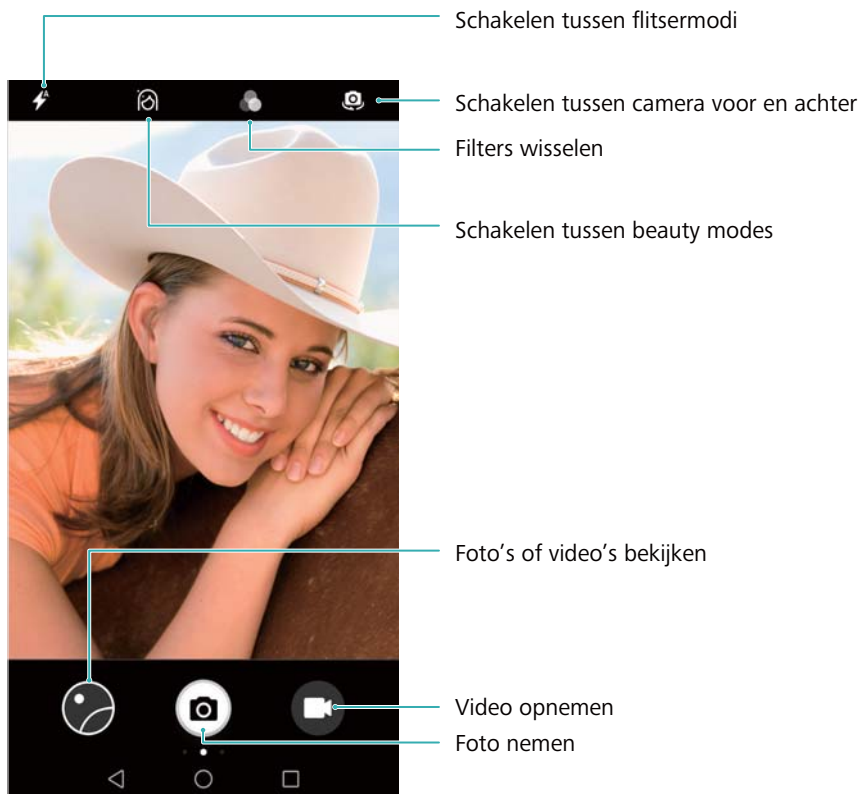 Schakelen tussen flitsermodi
A
Schakelen tussen camera voor en achter
Filters wisselen
Schakelen tussen beauty modes
Foto's of video's bekijken
Video opnemen
Foto nemen